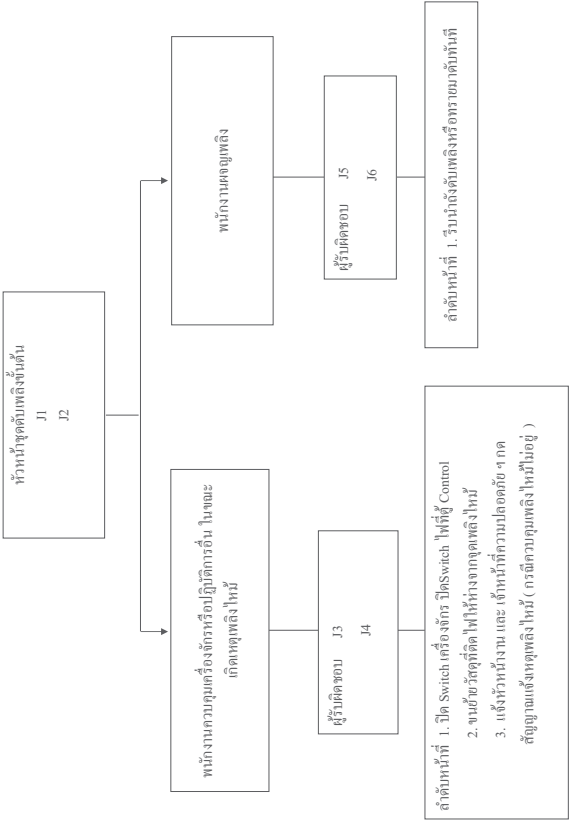 หัวหน้าชุดดับเพลิงขั้นต้น
J1
J2
พนักงานควบคุมเครื่องจักรหรือปฏิบัติการอื่น ในขณะ
เกิดเหตุเพลิงไหม้
ผู้รับผิดชอบ J3
J4
ลำดับหน้าที่ 1. ปิด Switch เครื่องจักร ปิดSwitch ไฟที่ตู้ Control
2. ขนย้ายวัสดุที่ติดไฟให้ห่างจากจุดเพลิงไหม้
3. แจ้งหัวหน้างาน และ เจ้าหน้าที่ความปลอดภัย ฯ กด
สัญญาณแจ้งเหตุเพลิงไหม้ ( กรณีควบคุมเพลิงไหม้ไม่อยู่ )
พนักงานผจญเพลิง
ผู้รับผิดชอบ J5
J6
ลำดับหน้าที่ 1. รีบนำถังดับเพลิงหรือทรายมาดับทันที